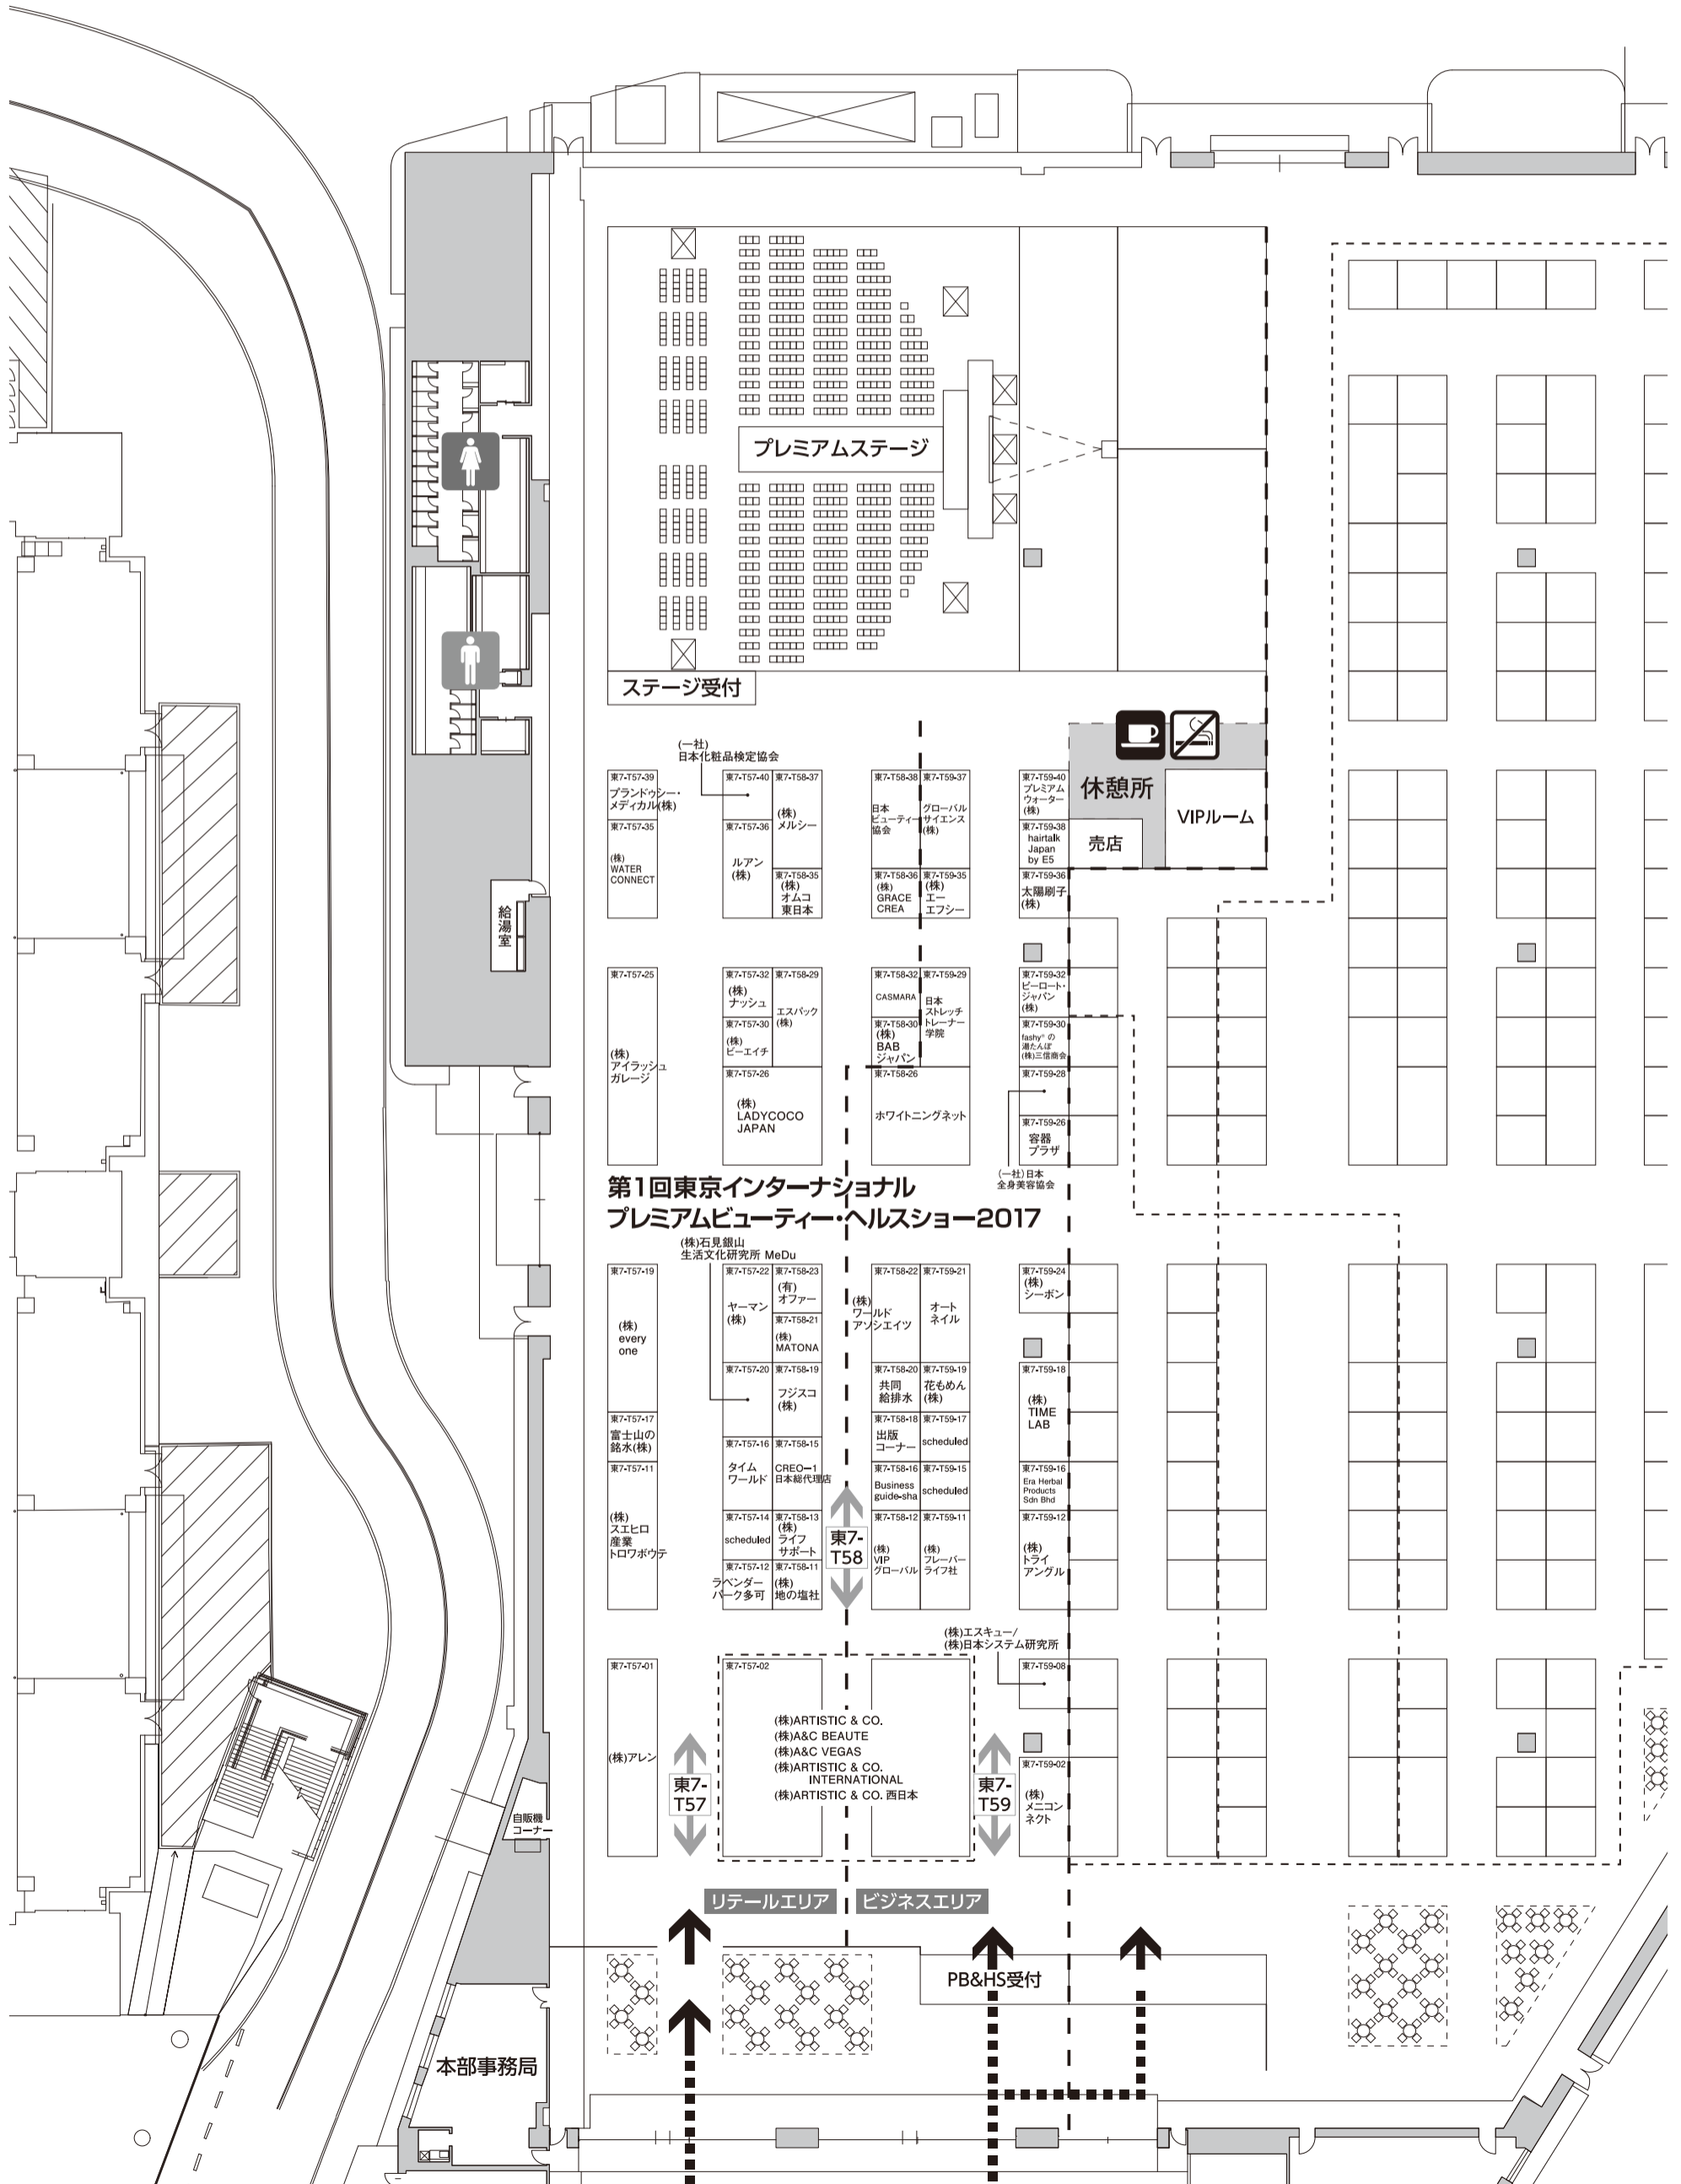 プレミアムステージ
ステージ受付
(一社)
日本化粧品検定協会
休憩所
VIPルーム
売店
東7-T57-39
ブランドゥシー・
メディカル(株)
東7-T57-35
(株)
WATER
CONNECT
東7-T57-40
東7-T57-36
ルアン
(株)
東7-T58-37
(株)
メルシー
東7-T58-35
(株)
オムコ
東日本
東7-T58-38
日本
ビューティー
協会
東7-T58-36
(株)
GRACE
CREA
東7-T59-37
グローバル
サイエンス
(株)
東7-T59-35
(株)
エー
エフシー
東7-T59-40
プレミアム
ウォーター
(株)
東7-T59-38
hairtalk
Japan
by E5
東7-T59-36
太陽刷子
(株)
給湯室
東7-T57-25
(株)
アイラッシュ
ガレージ
東7-T57-32
(株)
ナッシュ
東7-T57-30
(株)
ビーエイチ
東7-T58-29
エスパック
(株)
東7-T57-26
(株)
LADYCOCO
JAPAN
東7-T58-32
CASMARA
東7-T58-30
(株)
BAB
ジャパン
東7-T59-29
日本
ストレッチ
トレーナー
学院
東7-T58-26
ホワイトニングネット
東7-T59-32
ビーロート・
ジャパン
(株)
東7-T59-30
fashy® の
湯たんぽ
(株)三信商会
東7-T59-28
東7-T59-26
容器
プラザ
(一社)日本
全身美容協会
第1回東京インターナショナル
プレミアムビューティー・ヘルスショー2017
(株)石見銀山
生活文化研究所 MeDu
東7-T57-19
(株)
every
one
東7-T57-17
富士山の
銘水(株)
東7-T57-11
(株)
スエヒロ
産業
トロワボウテ
東7-T57-22
ヤーマン
(株)
東7-T58-23
(有)
オファー
東7-T58-21
(株)
MATONA
東7-T57-20
東7-T58-19
フジスコ
(株)
東7-T57-16
タイム
ワールド
東7-T58-15
CREO-1
日本総代理店
東7-T57-14
scheduled
東7-T58-13
(株)
ライフ
サポート
東7-T57-12
ラベンダー
パーク多可
東7-T58-11
(株)
地の塩社
東7-
T58
東7-T58-22
(株)
ワールド
アソシエイツ
東7-T59-21
オート
ネイル
東7-T58-20
共同
給排水
東7-T59-19
花もめん
(株)
東7-T58-18
出版
コーナー
東7-T59-17
scheduled
東7-T58-16
Business
guide-sha
東7-T59-15
scheduled
東7-T58-12
(株)
VIP
グローバル
東7-T59-11
(株)
フレーバー
ライフ社
東7-T59-24
(株)
シーボン
東7-T59-18
(株)
TIME
LAB
東7-T59-16
Era Herbal
Products
Sdn Bhd
東7-T59-12
(株)
トライ
アングル
(株)エスキュー/
(株)日本システム研究所
東7-T57-01
(株)アレン
東7-
T57
東7-T57-02
(株)ARTISTIC & CO.
(株)A&C BEAUTE
(株)A&C VEGAS
(株)ARTISTIC & CO.
INTERNATIONAL
(株)ARTISTIC & CO. 西日本
東7-
T59
東7-T59-08
東7-T59-02
(株)
メニコン
ネクト
自販機
コーナー
リテールエリア
ビジネスエリア
PB&HS受付
本部事務局